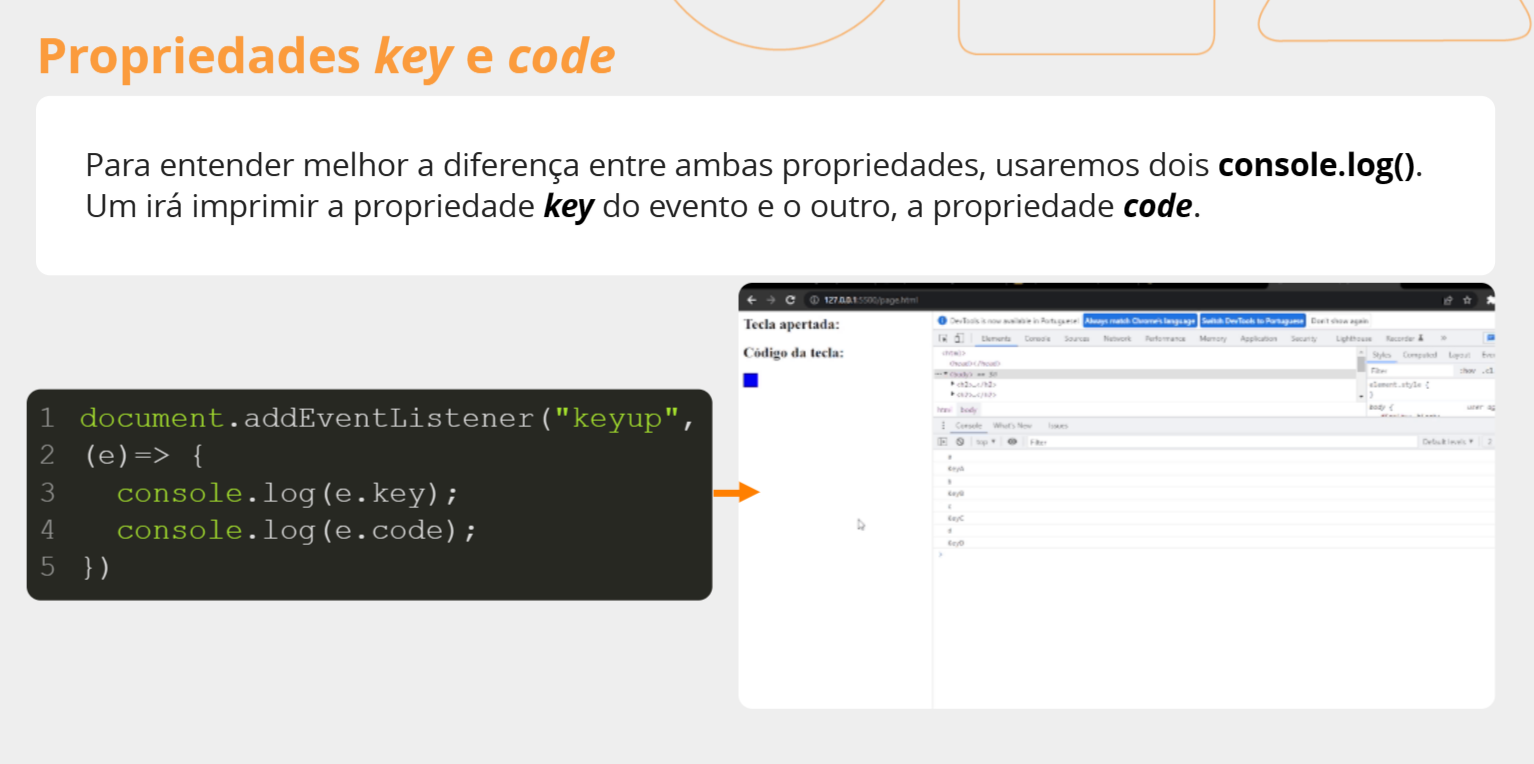 Propriedades key e code
Para entender melhor a diferença entre ambas propriedades, usaremos dois console.log().
Um irá imprimir a propriedade key do evento e o outro, a propriedade code.
1 document.addEventListener("keyup",
2 (e)=> {
3 console.log(e.key);
4 console.log(e.code);
5 })
127.0.0.1:5500/page.html
Tecla apertada:
Código da tecla:
DevTools is now available in Portuguese! Always match Chrome's language Switch DevTools to Portuguese Don't show again
Elements Console Sources Network Performance Memory Application Security Lighthouse Recorder
<html>
<head></head>
<body> == $0
<h2>…</h2>
<h2>…</h2>
html body
Styles Computed Layout
Filter :hov .cl
element.style {
}
body { user ag
Console What's New Issues
top Filter Default levels 2
KeyA
b
KeyB
c
KeyC
d
KeyD